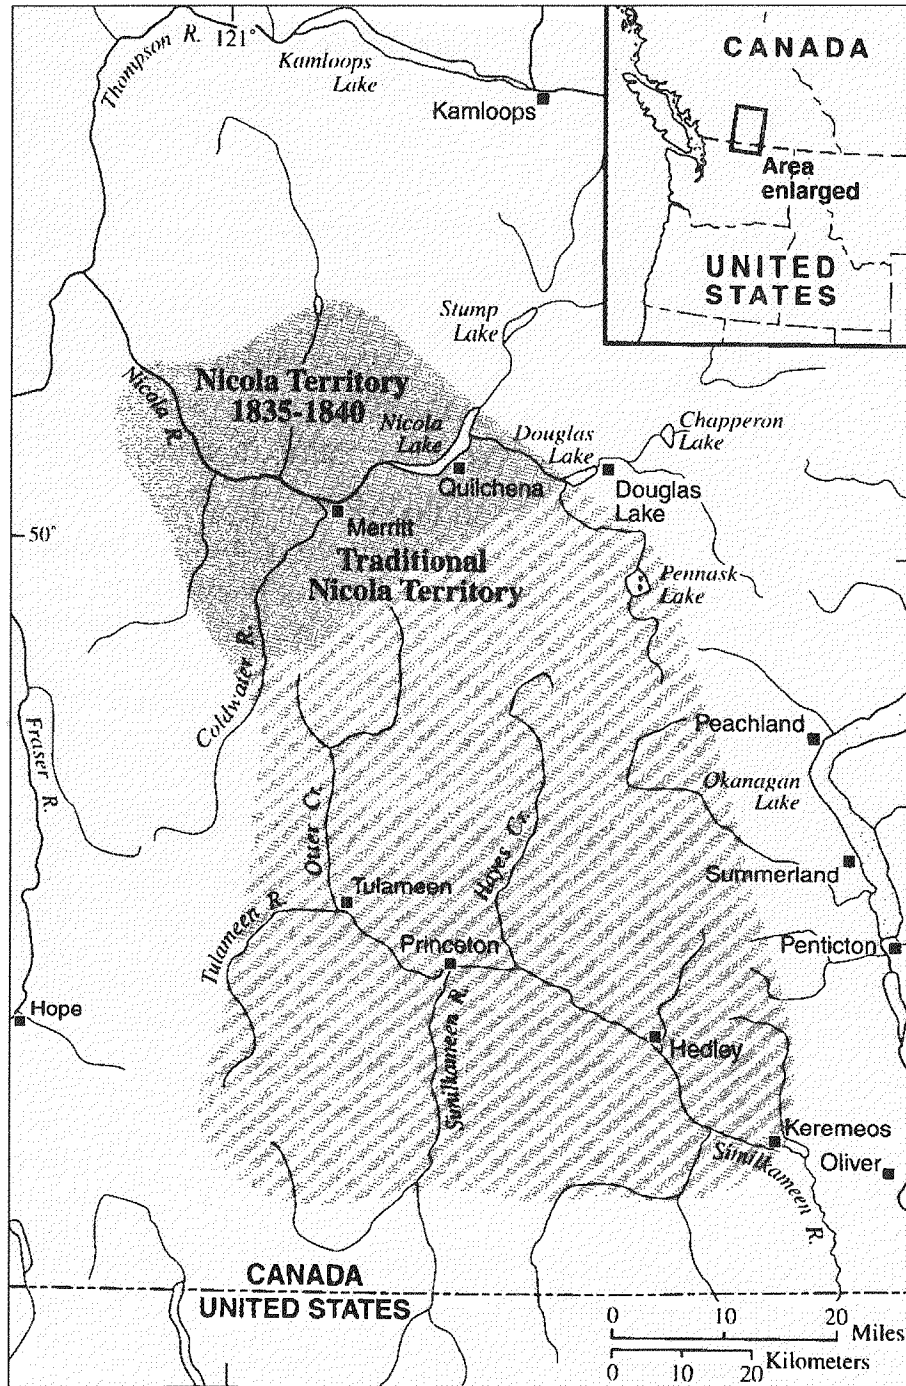 Thompson R.
121°
Kamloops
Lake
Kamloops
CANADA
Area
enlarged
UNITED
STATES
Stump
Lake
Nicola Territory
1835-1840
Nicola R.
Nicola
Lake
Douglas
Lake
Chapperon
Lake
Quilchena
Douglas
Lake
50°
Merritt
Traditional
Nicola Territory
Pennask
Lake
Coldwater R.
Fraser R.
Peachland
Okanagan
Lake
Otter Cr.
Hayes Cr.
Summerland
Tulameen
Tulameen R.
Princeton
Penticton
Hope
Similkameen R.
Hedley
Keremeos
Similkameen R.
Oliver
CANADA
UNITED STATES
0 10 20
Miles
Kilometers
0 10 20